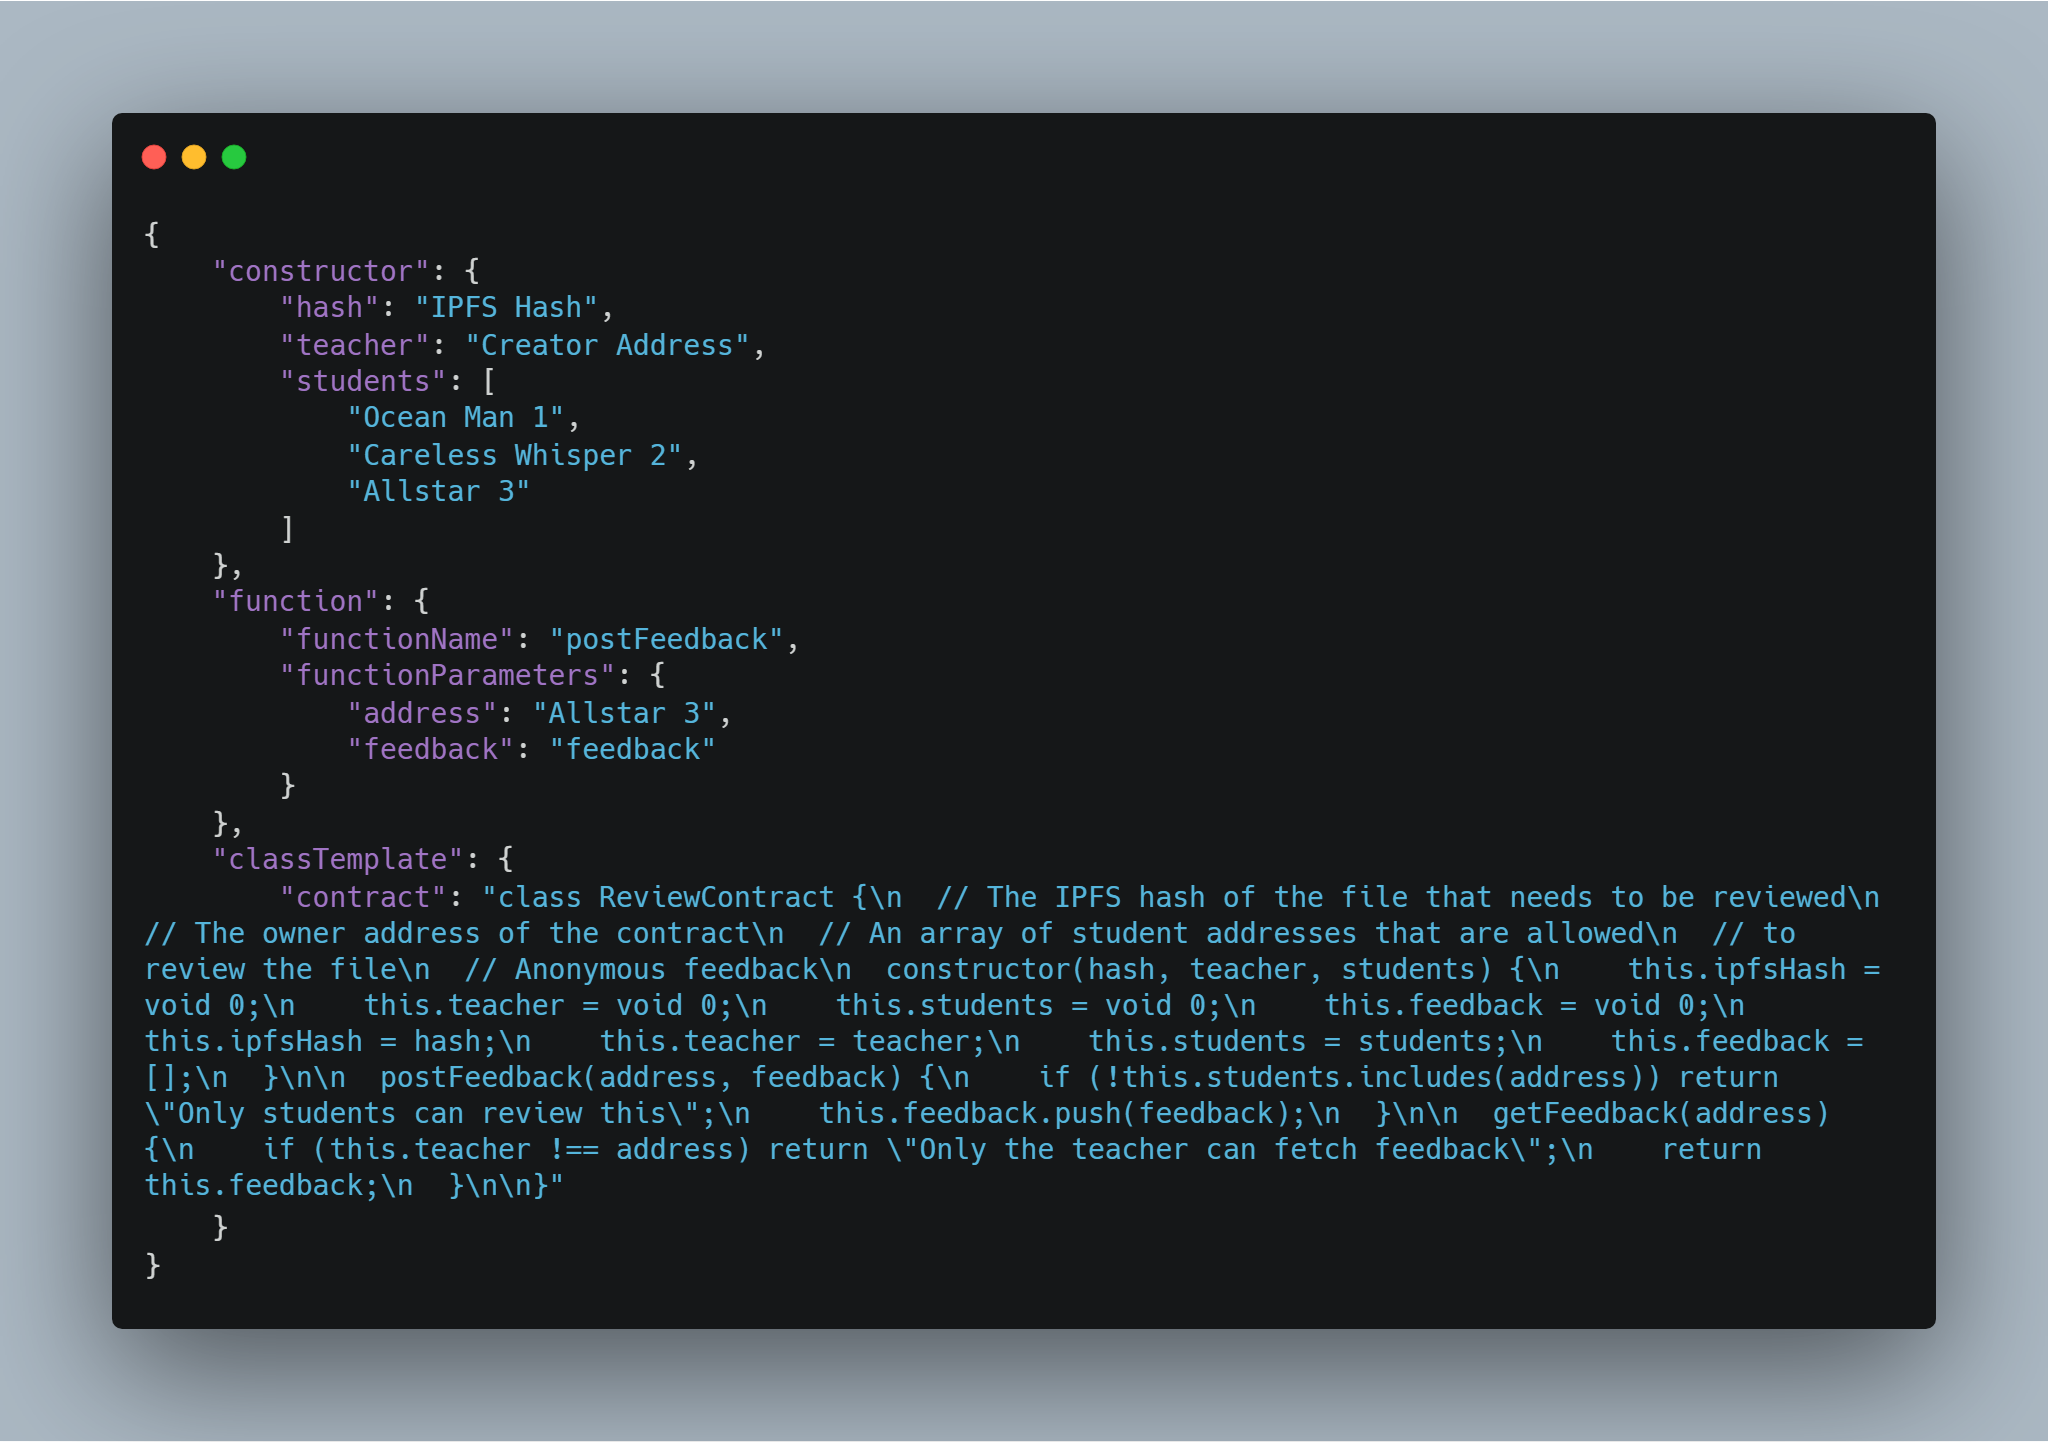 {
    "constructor": {
        "hash": "IPFS Hash",
        "teacher": "Creator Address",
        "students": [
            "Ocean Man 1",
            "Careless Whisper 2",
            "Allstar 3"
        ]
    },
    "function": {
        "functionName": "postFeedback",
        "functionParameters": {
            "address": "Allstar 3",
            "feedback": "feedback"
        }
    },
    "classTemplate": {
        "contract": "class ReviewContract {\n  // The IPFS hash of the file that needs to be reviewed\n
// The owner address of the contract\n  // An array of student addresses that are allowed\n  // to
review the file\n  // Anonymous feedback\n  constructor(hash, teacher, students) {\n    this.ipfsHash =
void 0;\n    this.teacher = void 0;\n    this.students = void 0;\n    this.feedback = void 0;\n
this.ipfsHash = hash;\n    this.teacher = teacher;\n    this.students = students;\n    this.feedback =
[];\n  }\n\n  postFeedback(address, feedback) {\n    if (!this.students.includes(address)) return
\"Only students can review this\";\n    this.feedback.push(feedback);\n  }\n\n  getFeedback(address)
{\n    if (this.teacher !== address) return \"Only the teacher can fetch feedback\";\n    return
this.feedback;\n  }\n\n}"
    }
}